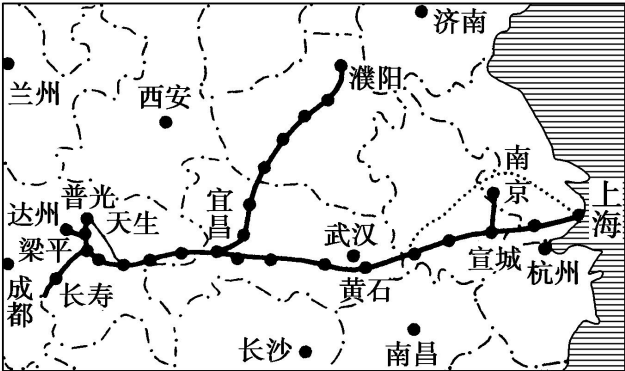 济南
濮阳
兰州
西安
南京
上海
普光
宜昌
达州
天生
武汉
梁平
宣城
杭州
成都
长寿
黄石
长沙
南昌